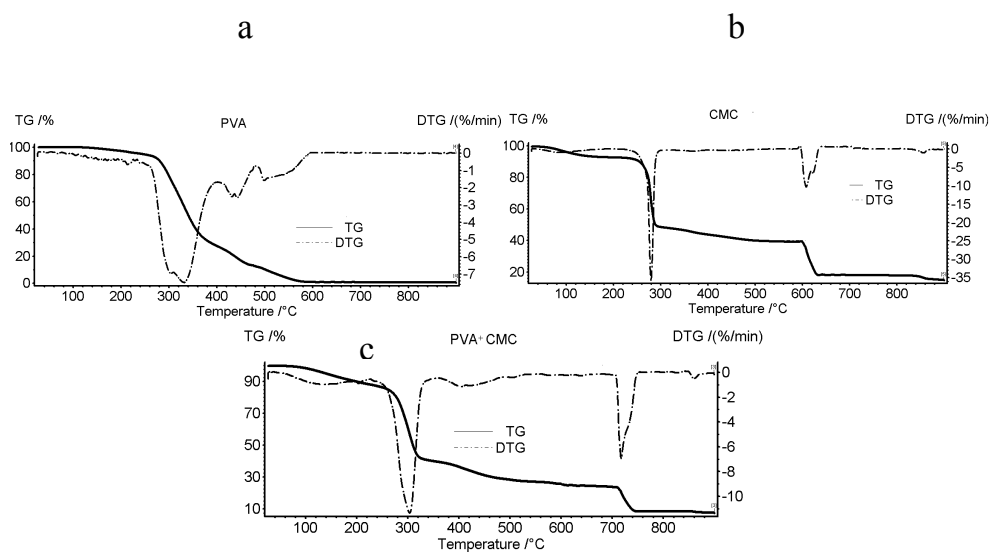 a
b
TG /%
PVA
DTG /(%/min)
TG /%
CMC
DTG /(%/min)
100
80
60
40
20
0
0
-1
-2
-3
-4
-5
-6
-7
TG
DTG
100 200 300 400 500 600 700 800
Temperature /°C
100
80
60
40
20
0
-5
-10
-15
-20
-25
-30
-35
TG
DTG
100 200 300 400 500 600 700 800
Temperature /°C
TG /%
c
PVA+ CMC
DTG /(%/min)
90
70
50
30
10
0
-2
-4
-6
-8
-10
TG
DTG
100 200 300 400 500 600 700 800
Temperature /°C